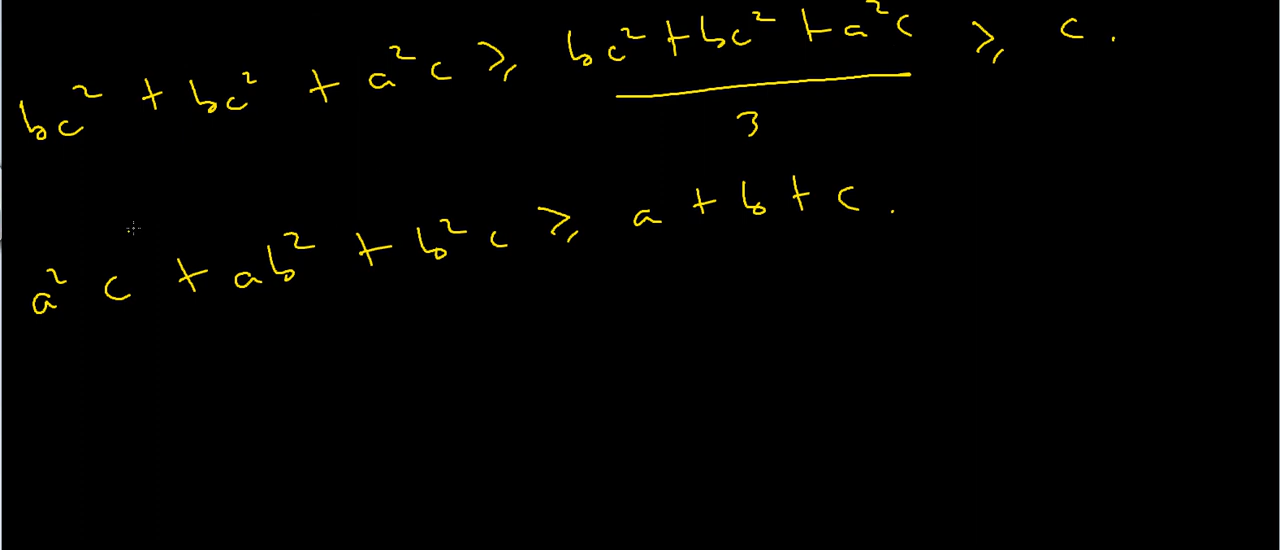 bc² + bc² + a²c ⩾ (bc² + bc² + a²c)/3 ⩾ c.
a²c + ab² + b²c ⩾ a + b + c.